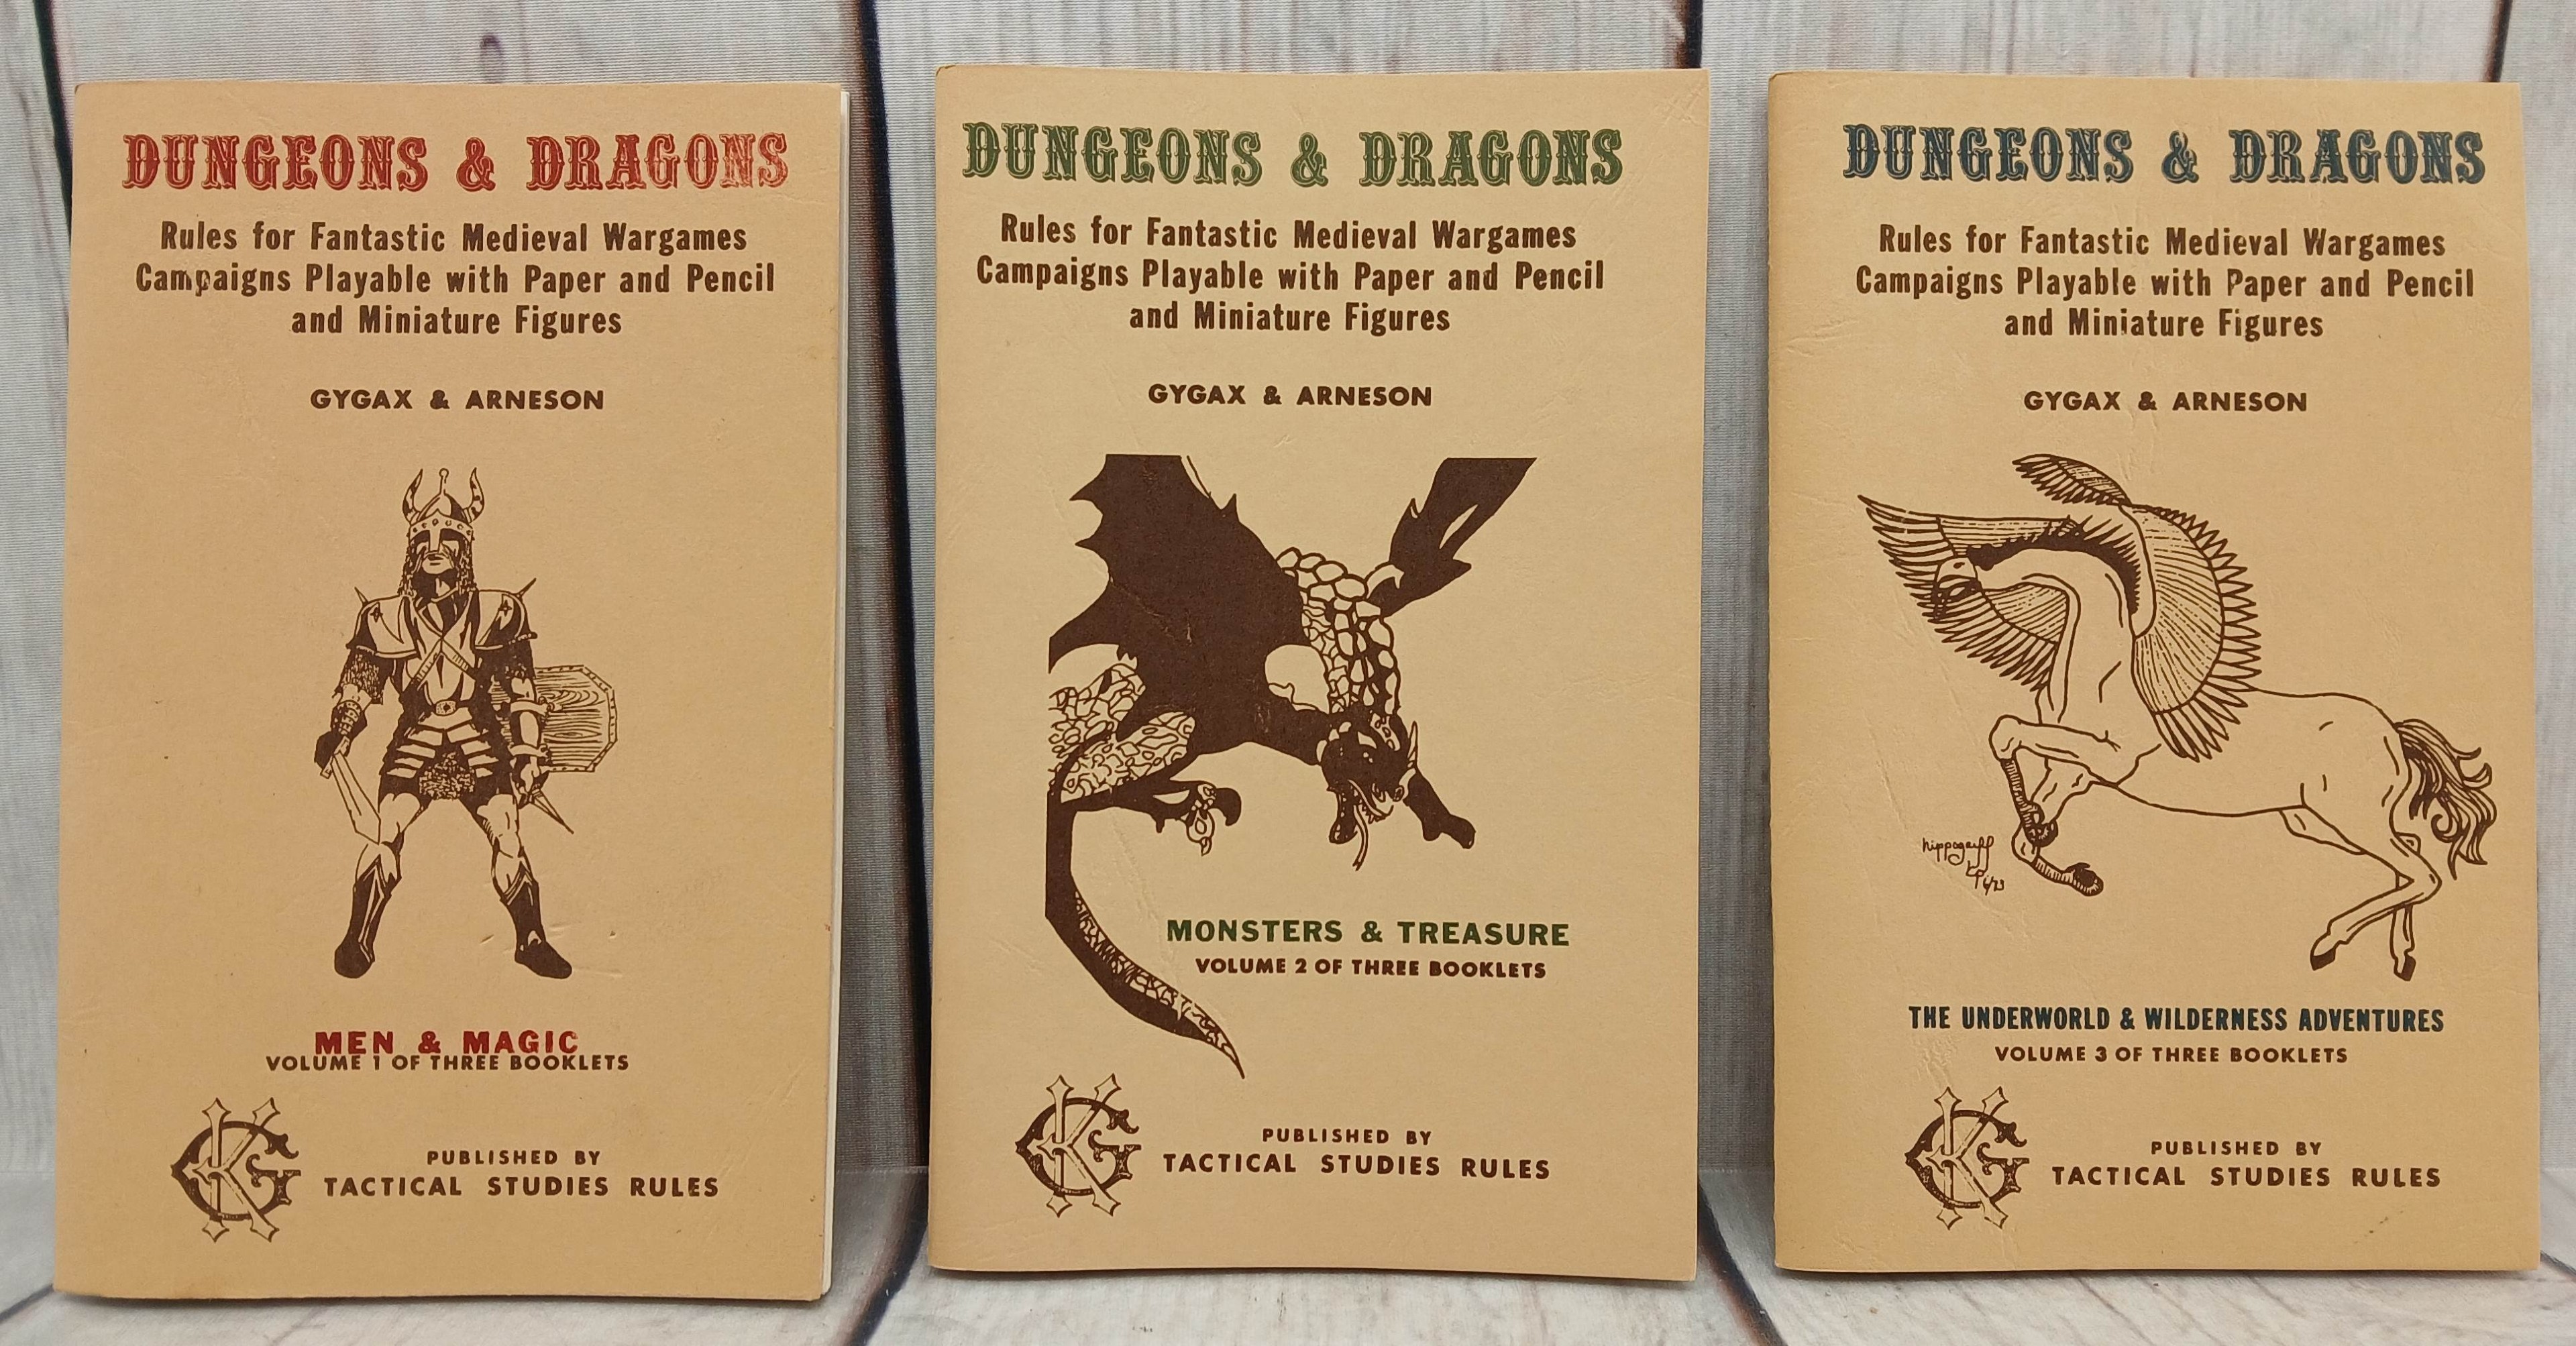 DUNGEONS & DRAGONS
Rules for Fantastic Medieval Wargames
Campaigns Playable with Paper and Pencil
and Miniature Figures
GYGAX & ARNESON
MEN & MAGIC
VOLUME 1 OF THREE BOOKLETS
GK
PUBLISHED BY
TACTICAL STUDIES RULES
DUNGEONS & DRAGONS
Rules for Fantastic Medieval Wargames
Campaigns Playable with Paper and Pencil
and Miniature Figures
GYGAX & ARNESON
MONSTERS & TREASURE
VOLUME 2 OF THREE BOOKLETS
GK
PUBLISHED BY
TACTICAL STUDIES RULES
DUNGEONS & DRAGONS
Rules for Fantastic Medieval Wargames
Campaigns Playable with Paper and Pencil
and Miniature Figures
GYGAX & ARNESON
hippogriff
THE UNDERWORLD & WILDERNESS ADVENTURES
VOLUME 3 OF THREE BOOKLETS
GK
PUBLISHED BY
TACTICAL STUDIES RULES